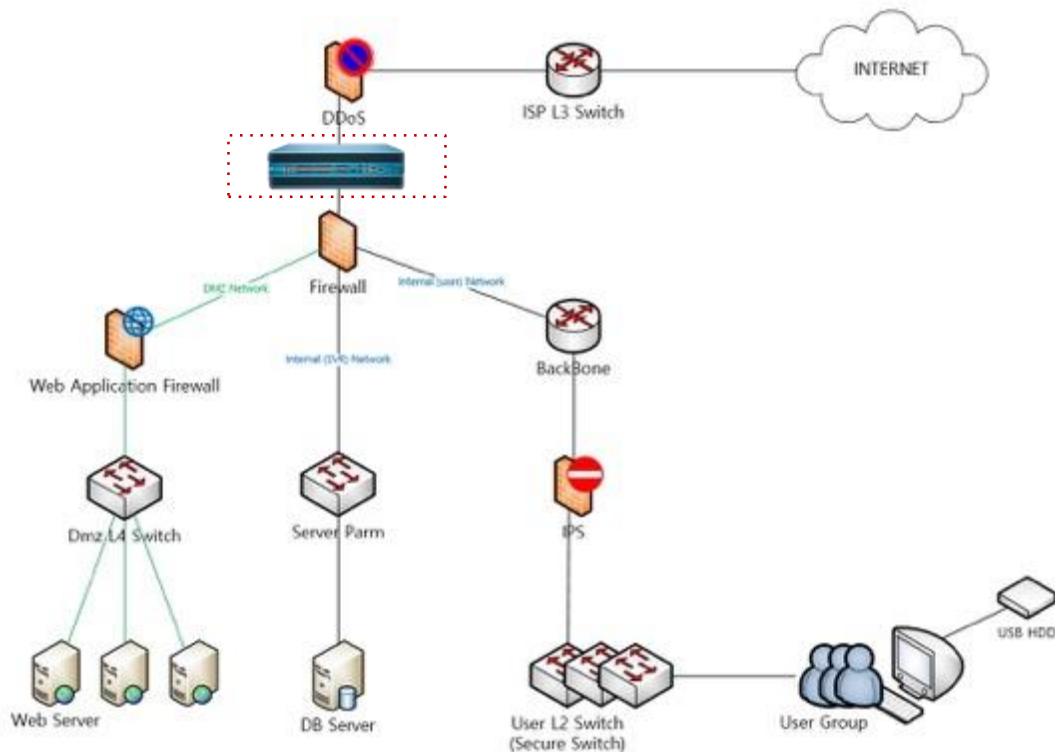 INTERNET
DDoS
ISP L3 Switch
Firewall
DMZ Network
Internal (user) Network
Internal (SVR) Network
BackBone
Web Application Firewall
Dmz L4 Switch
Server Parm
IPS
USB HDD
Web Server
DB Server
User L2 Switch
(Secure Switch)
User Group